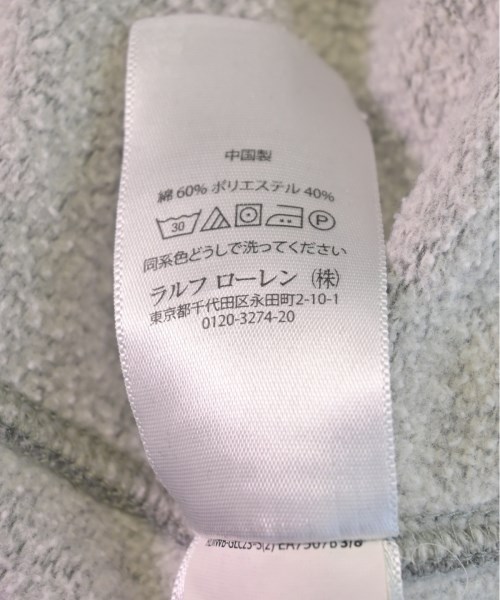 中国製
綿 60% ポリエステル 40%
30 P
同系色どうしで洗ってください
ラルフ ローレン (株)
東京都千代田区永田町2-10-1
0120-3274-20